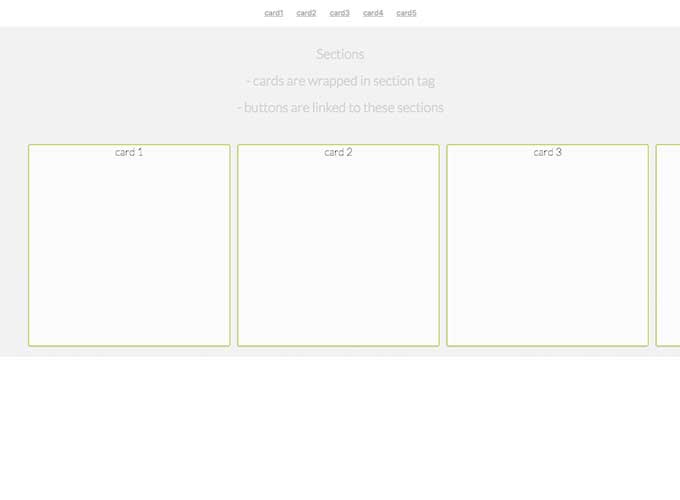 card1 card2 card3 card4 card5
Sections
- cards are wrapped in section tag
- buttons are linked to these sections
card 1 card 2 card 3